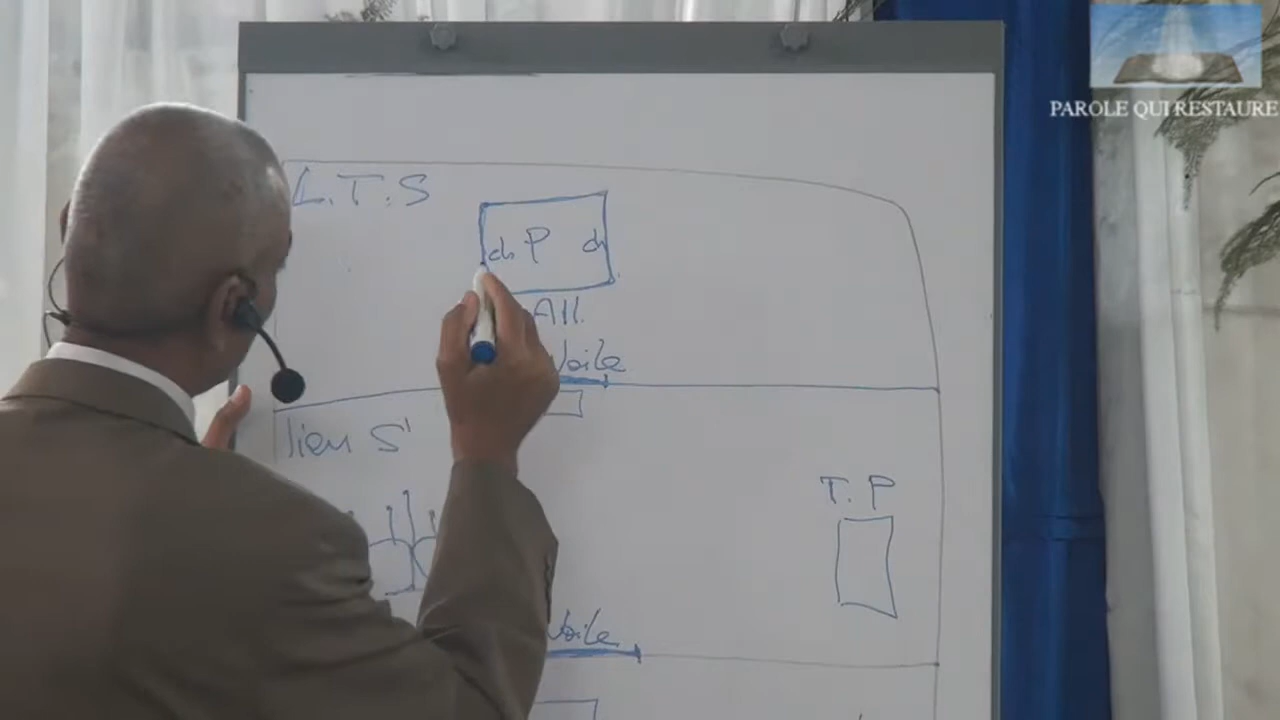 PAROLE QUI RESTAURE
L.T.S
ch P ch
All.
Voile
lieu S'
T.P
Voile